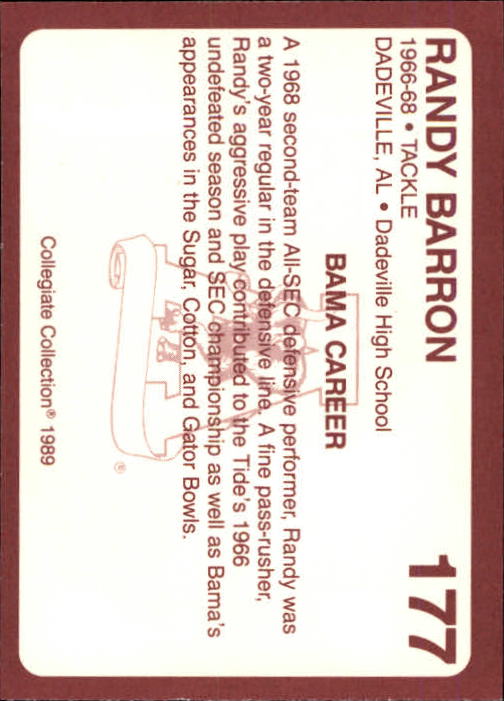 RANDY BARRON 177
1966-68 • TACKLE
DADEVILLE, AL • Dadeville High School
BAMA CAREER
A 1968 second-team All-SEC defensive performer, Randy was
a two-year regular in the defensive line. A fine pass-rusher,
Randy's aggressive play contributed to the Tide's 1966
undefeated season and SEC championship as well as Bama's
appearances in the Sugar, Cotton, and Gator Bowls.
®
Collegiate Collection® 1989